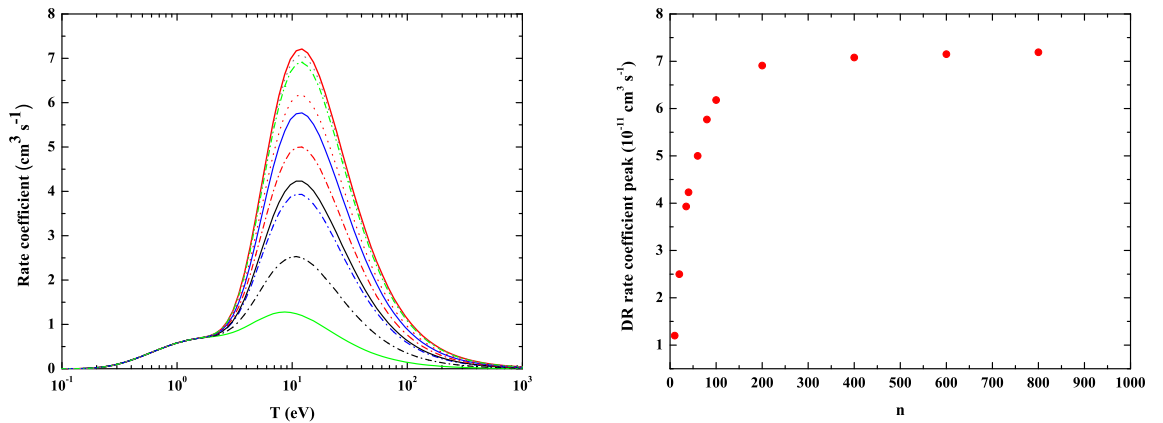 Rate coefficient (cm³ s⁻¹)
8
7
6
5
4
3
2
1
0
10⁻¹ 10⁰ 10¹ 10² 10³
T (eV)
DR rate coefficient peak (10⁻¹¹ cm³ s⁻¹)
8
7
6
5
4
3
2
1
0 100 200 300 400 500 600 700 800 900 1000
n